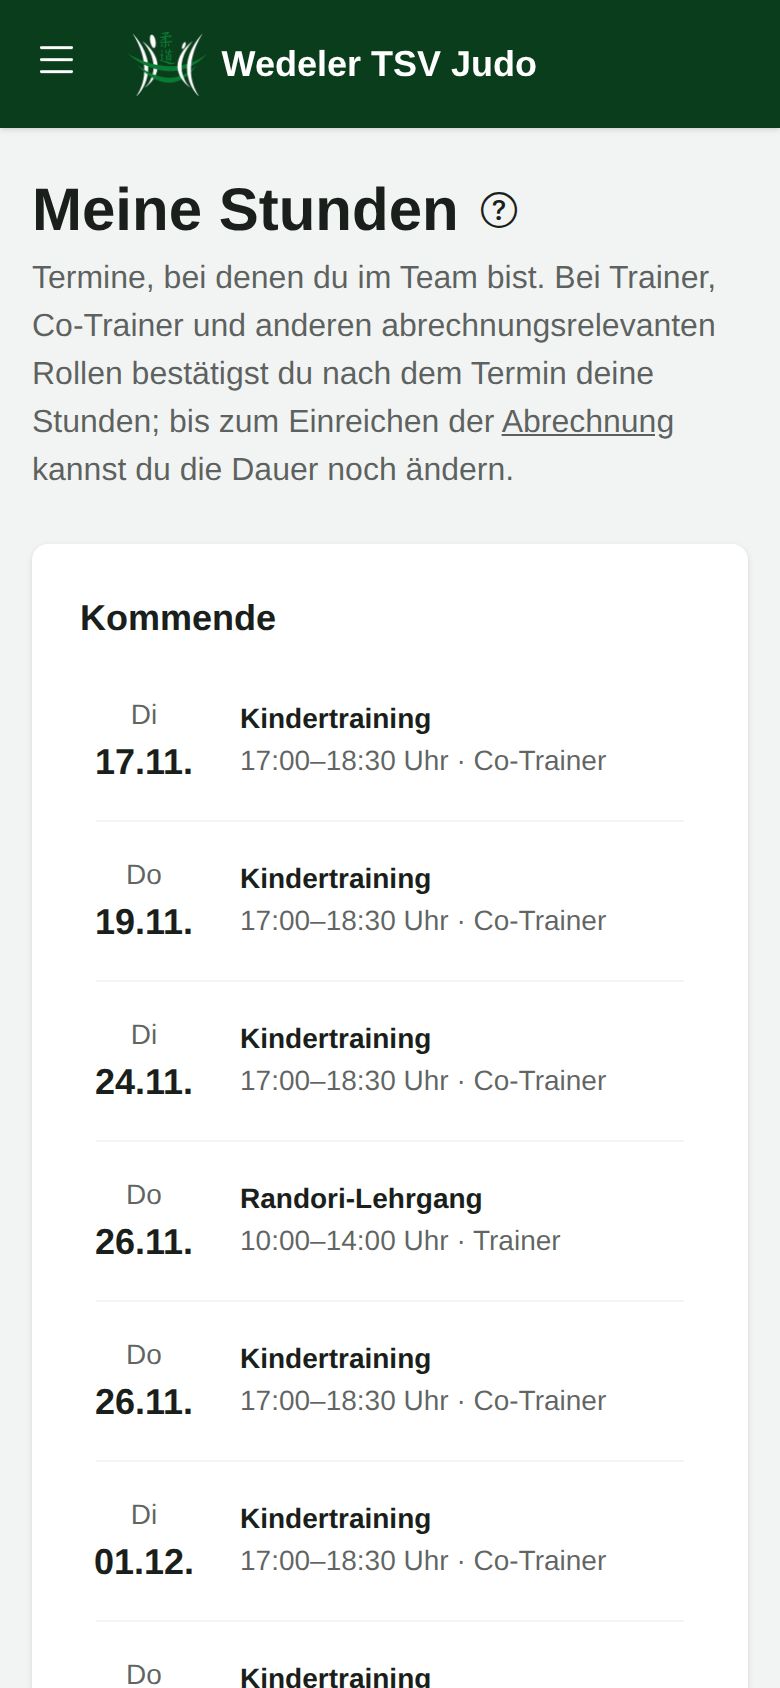 柔道
Wedeler TSV Judo
Meine Stunden ?
Termine, bei denen du im Team bist. Bei Trainer,
Co-Trainer und anderen abrechnungsrelevanten
Rollen bestätigst du nach dem Termin deine
Stunden; bis zum Einreichen der Abrechnung
kannst du die Dauer noch ändern.
Kommende
Di
17.11.
Kindertraining
17:00–18:30 Uhr · Co-Trainer
Do
19.11.
Kindertraining
17:00–18:30 Uhr · Co-Trainer
Di
24.11.
Kindertraining
17:00–18:30 Uhr · Co-Trainer
Do
26.11.
Randori-Lehrgang
10:00–14:00 Uhr · Trainer
Do
26.11.
Kindertraining
17:00–18:30 Uhr · Co-Trainer
Di
01.12.
Kindertraining
17:00–18:30 Uhr · Co-Trainer
Do
Kindertraining